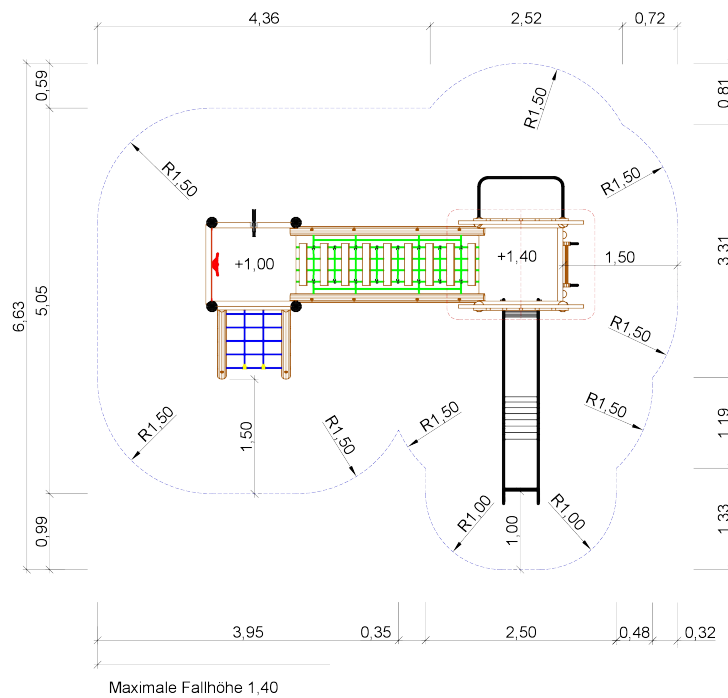 4,36
2,52
0,72
0,59
0,81
R1,50
R1,50
R1,50
+1,00
+1,40
1,50
3,31
6,63
5,05
R1,50
R1,50
R1,50
R1,50
R1,50
1,50
1,19
0,99
R1,00
R1,00
1,00
1,33
3,95
0,35
2,50
0,48
0,32
Maximale Fallhöhe 1,40